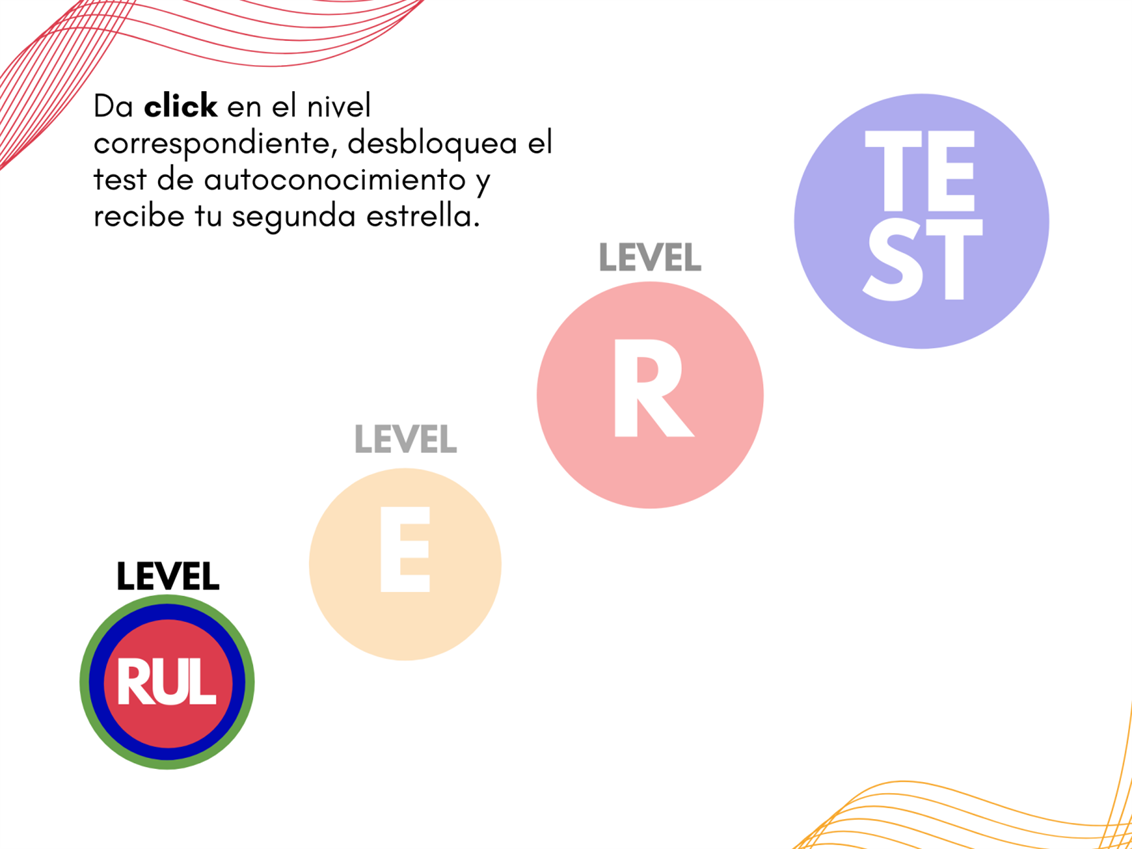 Da click en el nivel
correspondiente, desbloquea el
test de autoconocimiento y
recibe tu segunda estrella.
TE
ST
LEVEL
R
LEVEL
E
LEVEL
RUL